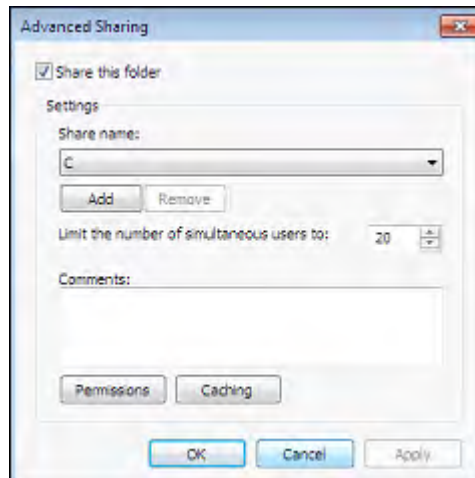 Advanced Sharing
Share this folder
Settings
Share name:
C
Add Remove
Limit the number of simultaneous users to: 20
Comments:
Permissions Caching
OK Cancel Apply